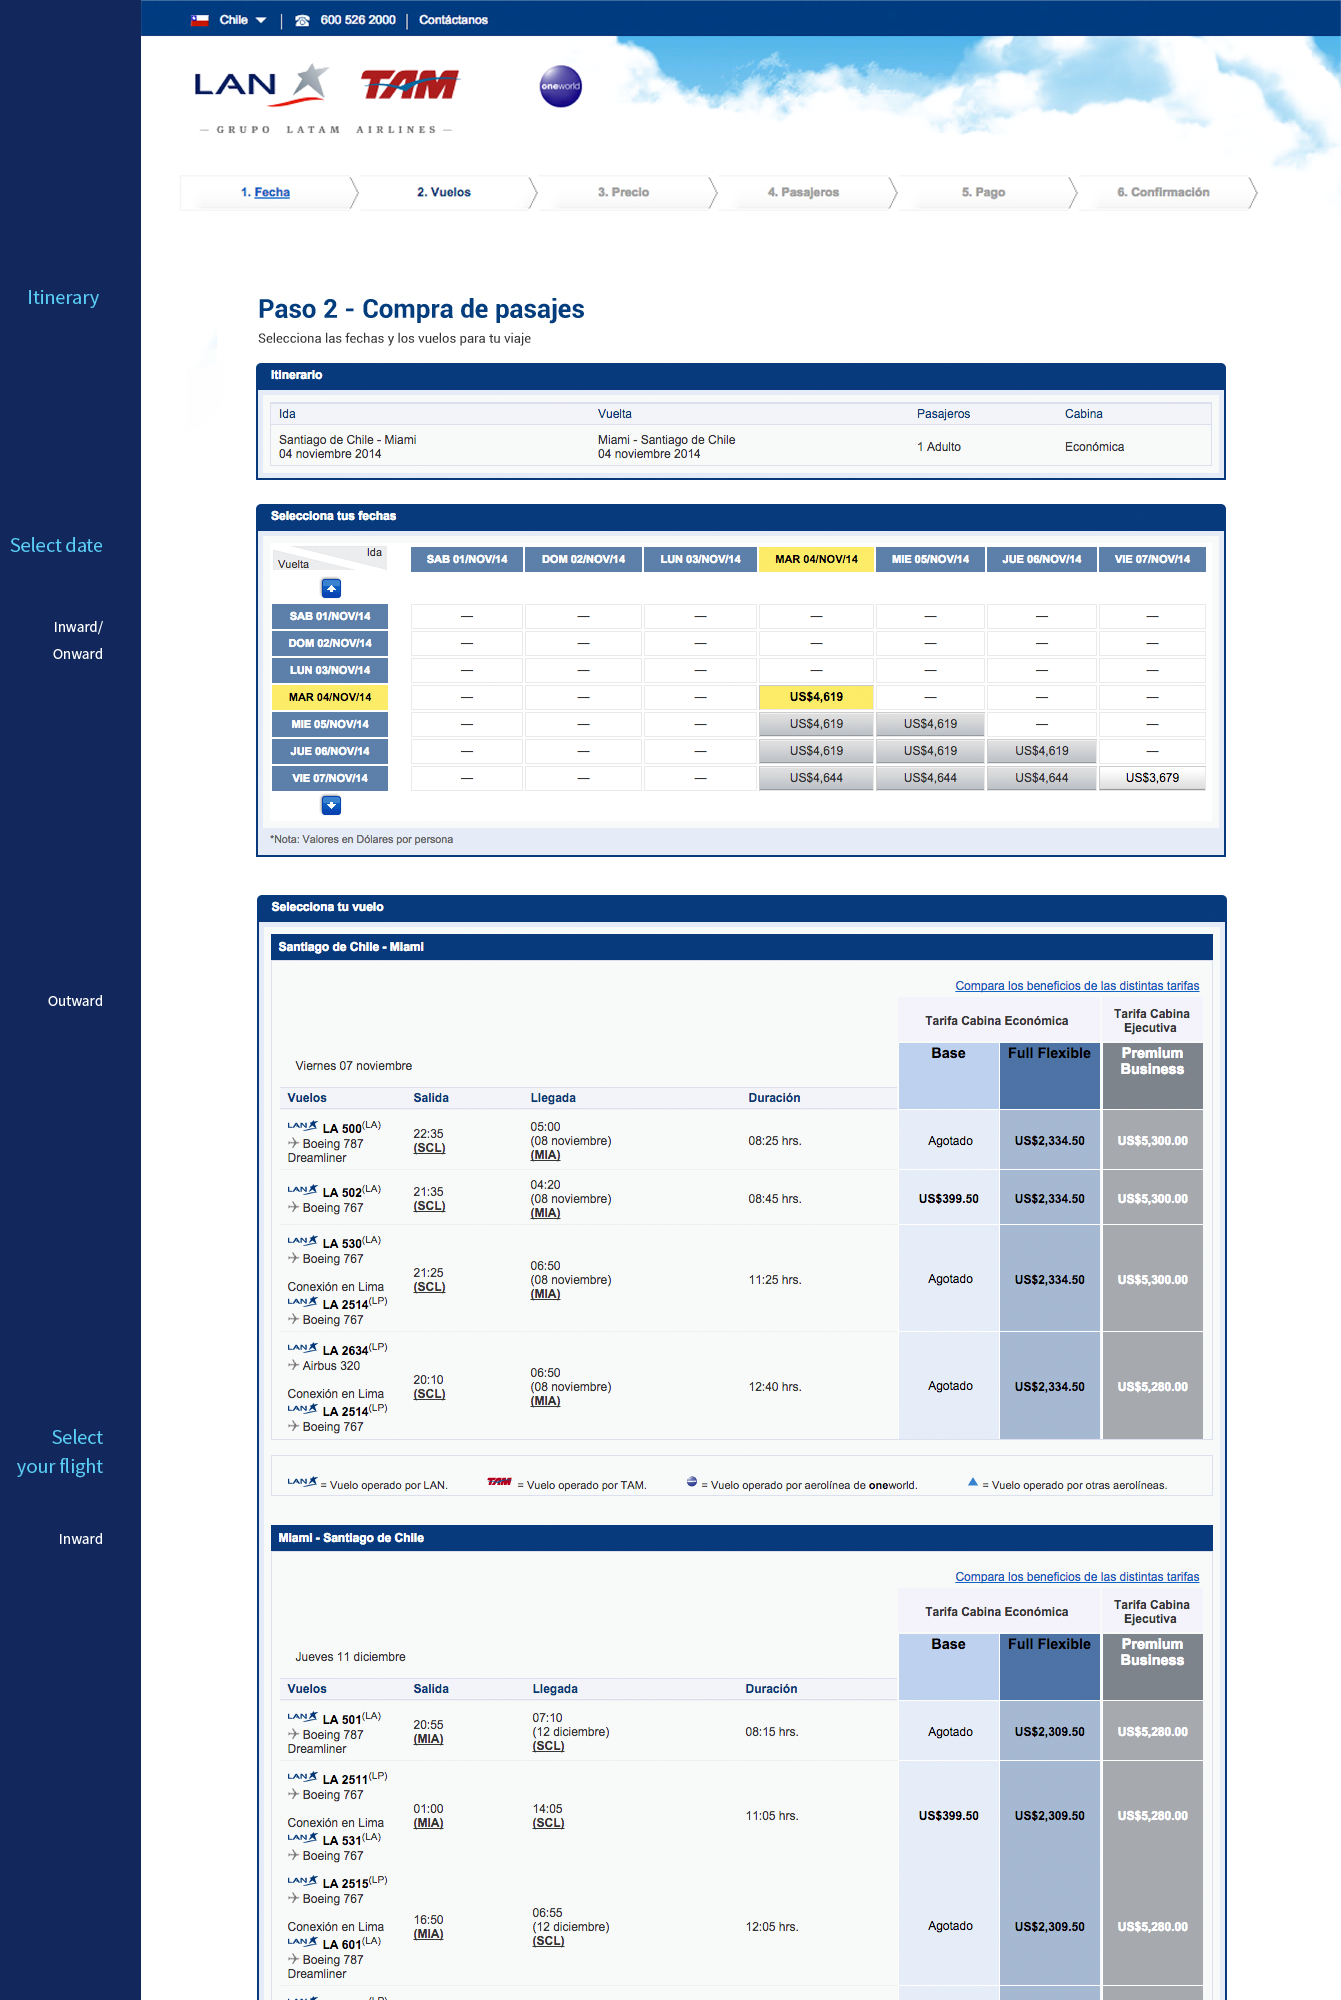 Chile
600 526 2000
Contáctanos
LAN TAM oneworld
— GRUPO LATAM AIRLINES —
1. Fecha
2. Vuelos
3. Precio
4. Pasajeros
5. Pago
6. Confirmación
Itinerary
Paso 2 - Compra de pasajes
Selecciona las fechas y los vuelos para tu viaje
Itinerario
Ida Vuelta Pasajeros Cabina
Santiago de Chile - Miami Miami - Santiago de Chile 1 Adulto Económica
04 noviembre 2014 04 noviembre 2014
Select date
Inward/
Onward
Selecciona tus fechas
Ida
Vuelta
SAB 01/NOV/14 DOM 02/NOV/14 LUN 03/NOV/14 MAR 04/NOV/14 MIE 05/NOV/14 JUE 06/NOV/14 VIE 07/NOV/14
SAB 01/NOV/14 — — — — — — —
DOM 02/NOV/14 — — — — — — —
LUN 03/NOV/14 — — — — — — —
MAR 04/NOV/14 — — — US$4,619 — — —
MIE 05/NOV/14 — — — US$4,619 US$4,619 — —
JUE 06/NOV/14 — — — US$4,619 US$4,619 US$4,619 —
VIE 07/NOV/14 — — — US$4,644 US$4,644 US$4,644 US$3,679
*Nota: Valores en Dólares por persona
Outward
Selecciona tu vuelo
Santiago de Chile - Miami
Compara los beneficios de las distintas tarifas
Tarifa Cabina Económica
Tarifa Cabina
Ejecutiva
Base Full Flexible Premium
Business
Viernes 07 noviembre
Vuelos Salida Llegada Duración
LAN LA 500(LA)
Boeing 787
Dreamliner
22:35
(SCL)
05:00
(08 noviembre)
(MIA)
08:25 hrs. Agotado US$2,334.50 US$5,300.00
LAN LA 502(LA)
Boeing 767
21:35
(SCL)
04:20
(08 noviembre)
(MIA)
08:45 hrs. US$399.50 US$2,334.50 US$5,300.00
LAN LA 530(LA)
Boeing 767
Conexión en Lima
LAN LA 2514(LP)
Boeing 767
21:25
(SCL)
06:50
(08 noviembre)
(MIA)
11:25 hrs. Agotado US$2,334.50 US$5,300.00
LAN LA 2634(LP)
Airbus 320
Conexión en Lima
LAN LA 2514(LP)
Boeing 767
20:10
(SCL)
06:50
(08 noviembre)
(MIA)
12:40 hrs. Agotado US$2,334.50 US$5,280.00
Select
your flight
LAN = Vuelo operado por LAN. TAM = Vuelo operado por TAM. = Vuelo operado por aerolínea de oneworld. = Vuelo operado por otras aerolíneas.
Inward
Miami - Santiago de Chile
Compara los beneficios de las distintas tarifas
Tarifa Cabina Económica
Tarifa Cabina
Ejecutiva
Base Full Flexible Premium
Business
Jueves 11 diciembre
Vuelos Salida Llegada Duración
LAN LA 501(LA)
Boeing 787
Dreamliner
20:55
(MIA)
07:10
(12 diciembre)
(SCL)
08:15 hrs. Agotado US$2,309.50 US$5,280.00
LAN LA 2511(LP)
Boeing 767
Conexión en Lima
LAN LA 531(LA)
Boeing 767
01:00
(MIA)
14:05
(SCL)
11:05 hrs. US$399.50 US$2,309.50 US$5,280.00
LAN LA 2515(LP)
Boeing 767
Conexión en Lima
LAN LA 601(LA)
Boeing 787
Dreamliner
16:50
(MIA)
06:55
(12 diciembre)
(SCL)
12:05 hrs. Agotado US$2,309.50 US$5,280.00